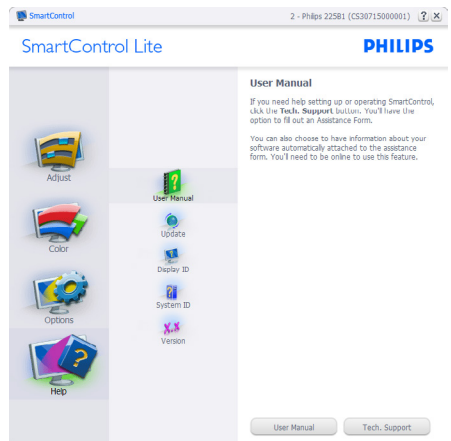 SmartControl
2 - Philips 225B1 (CS30715000001)
SmartControl Lite
PHILIPS
Adjust
Color
Options
Help
User Manual
Update
Display ID
System ID
Version
User Manual
If you need help setting up or operating SmartControl,
click the Tech. Support button. You'll have the
option to fill out an Assistance Form.
You can also choose to have information about your
software automatically attached to the assistance
form. You'll need to be online to use this feature.
User Manual
Tech. Support